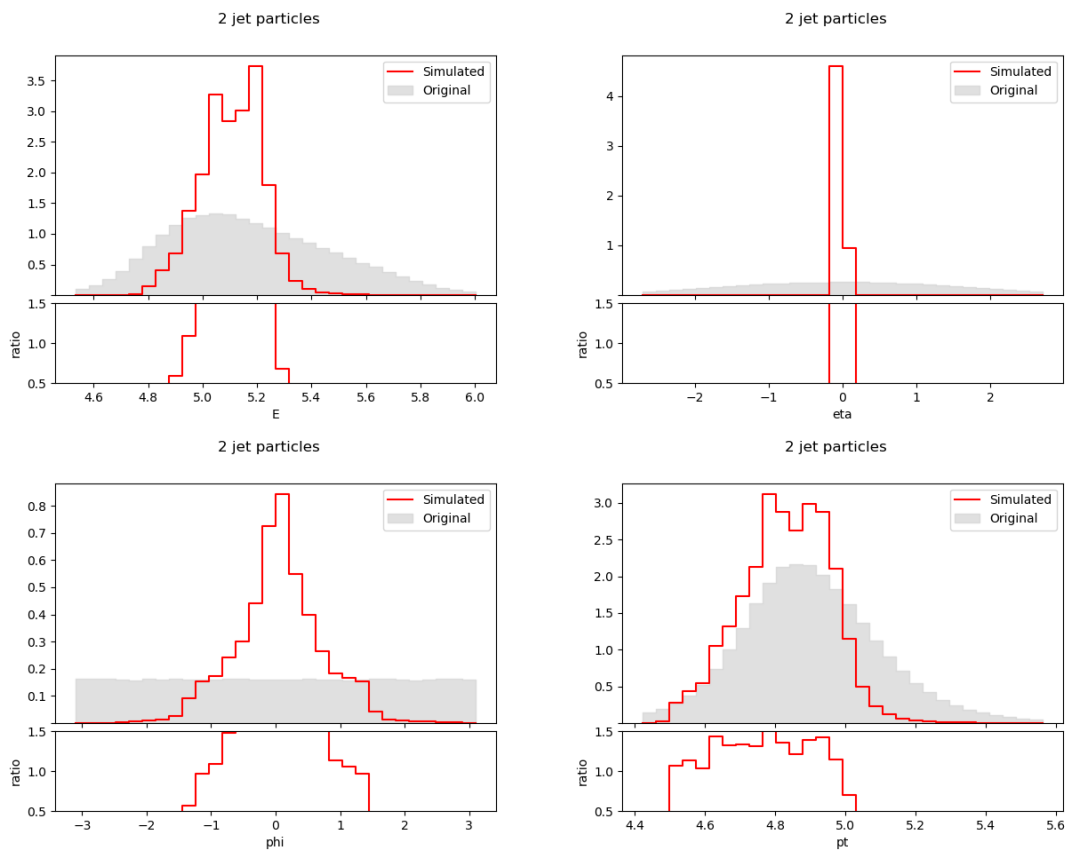 2 jet particles
Simulated
Original
3.5
3.0
2.5
2.0
1.5
1.0
0.5
1.5
1.0
0.5
ratio
4.6 4.8 5.0 5.2 5.4 5.6 5.8 6.0
E
2 jet particles
Simulated
Original
4
3
2
1
1.5
1.0
0.5
ratio
−2 −1 0 1 2
eta
2 jet particles
Simulated
Original
0.8
0.7
0.6
0.5
0.4
0.3
0.2
0.1
1.5
1.0
0.5
ratio
−3 −2 −1 0 1 2 3
phi
2 jet particles
Simulated
Original
3.0
2.5
2.0
1.5
1.0
0.5
1.5
1.0
0.5
ratio
4.4 4.6 4.8 5.0 5.2 5.4 5.6
pt